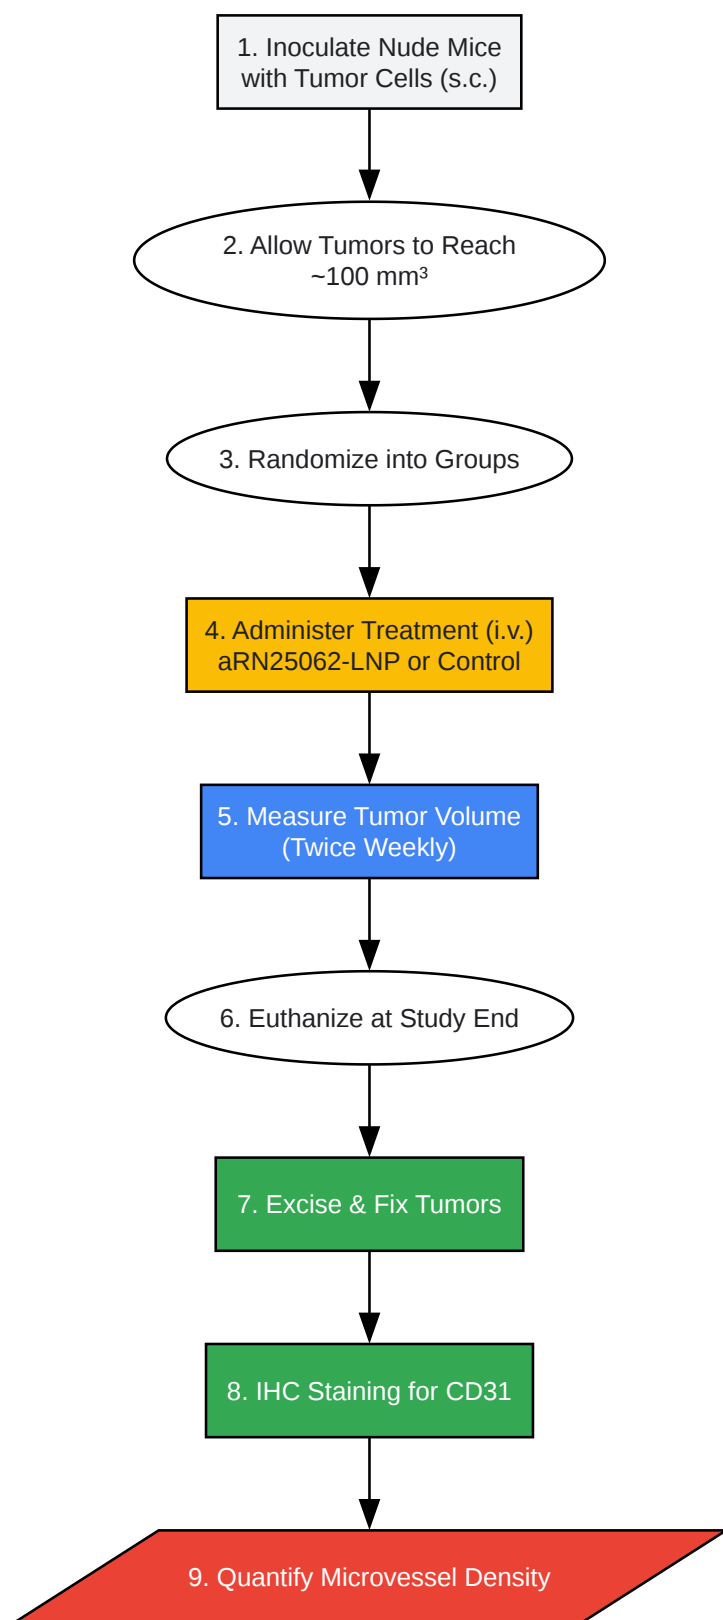 1. Inoculate Nude Mice
with Tumor Cells (s.c.)
2. Allow Tumors to Reach
~100 mm³
3. Randomize into Groups
4. Administer Treatment (i.v.)
aRN25062-LNP or Control
5. Measure Tumor Volume
(Twice Weekly)
6. Euthanize at Study End
7. Excise & Fix Tumors
8. IHC Staining for CD31
9. Quantify Microvessel Density